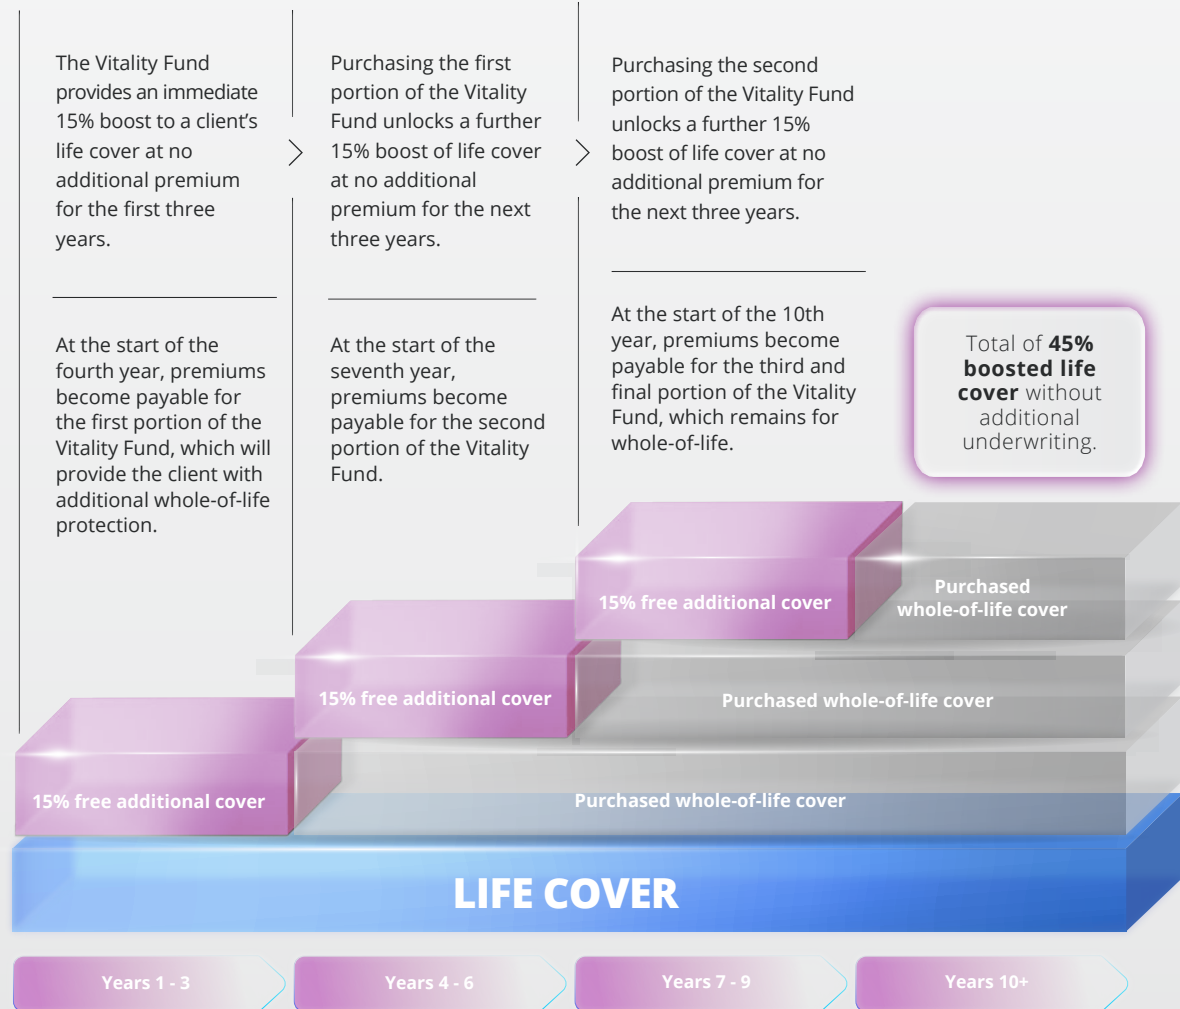 The Vitality Fund
provides an immediate
15% boost to a client’s
life cover at no
additional premium
for the first three
years.
At the start of the
fourth year, premiums
become payable for
the first portion of the
Vitality Fund, which will
provide the client with
additional whole-of-life
protection.
Purchasing the first
portion of the Vitality
Fund unlocks a further
15% boost of life cover
at no additional
premium for the next
three years.
At the start of the
seventh year,
premiums become
payable for the second
portion of the Vitality
Fund.
Purchasing the second
portion of the Vitality Fund
unlocks a further 15%
boost of life cover at no
additional premium for
the next three years.
At the start of the 10th
year, premiums become
payable for the third and
final portion of the Vitality
Fund, which remains for
whole-of-life.
Total of 45%
boosted life
cover without
additional
underwriting.
15% free additional cover
Purchased
whole-of-life cover
15% free additional cover
Purchased whole-of-life cover
15% free additional cover
Purchased whole-of-life cover
LIFE COVER
Years 1 - 3
Years 4 - 6
Years 7 - 9
Years 10+